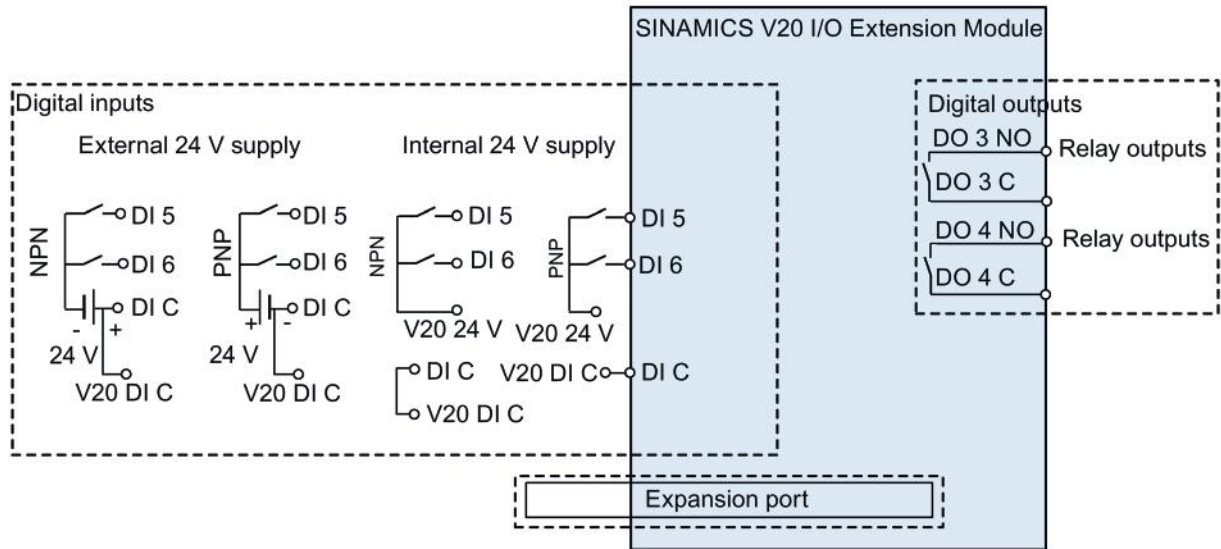 SINAMICS V20 I/O Extension Module
Digital inputs
External 24 V supply
Internal 24 V supply
NPN
DI 5
DI 6
DI C
- +
24 V
V20 DI C
PNP
DI 5
DI 6
DI C
+ -
24 V
V20 DI C
NPN
DI 5
DI 6
V20 24 V
DI C
V20 DI C
PNP
DI 5
DI 6
V20 24 V
V20 DI C
DI C
Digital outputs
DO 3 NO
Relay outputs
DO 3 C
DO 4 NO
Relay outputs
DO 4 C
Expansion port